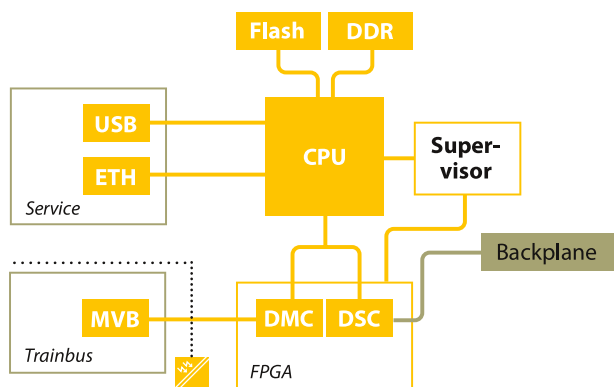 Flash
DDR
USB
ETH
Service
CPU
Super-
visor
Backplane
MVB
Trainbus
DMC
DSC
FPGA